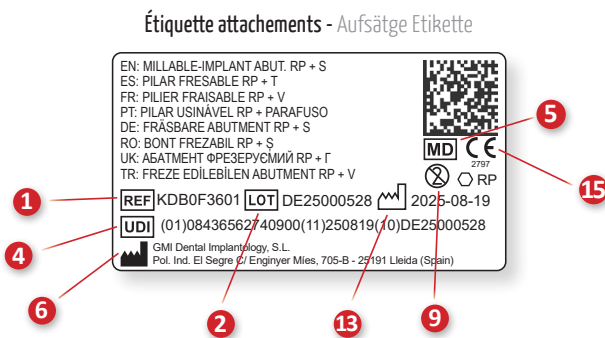 Étiquette attachements - Aufsätge Etikette
EN: MILLABLE-IMPLANT ABUT. RP + S
ES: PILAR FRESABLE RP + T
FR: PILIER FRAISABLE RP + V
PT: PILAR USINÁVEL RP + PARAFUSO
DE: FRÄSBARE ABUTMENT RP + S
RO: BONT FREZABIL RP + Ș
UK: АБАТМЕНТ ФРЕЗЕРУЄМИЙ RP + Г
TR: FREZE EDİLEBİLEN ABUTMENT RP + V
MD CE
2797
2 RP
REF KDB0F3601 LOT DE25000528 2025-08-19
UDI (01)08436562740900(11)250819(10)DE25000528
GMI Dental Implantology, S.L.
Pol. Ind. El Segre C/ Enginyer Míes, 705-B - 25191 Lleida (Spain)
5
15
1
4
6
2
13
9